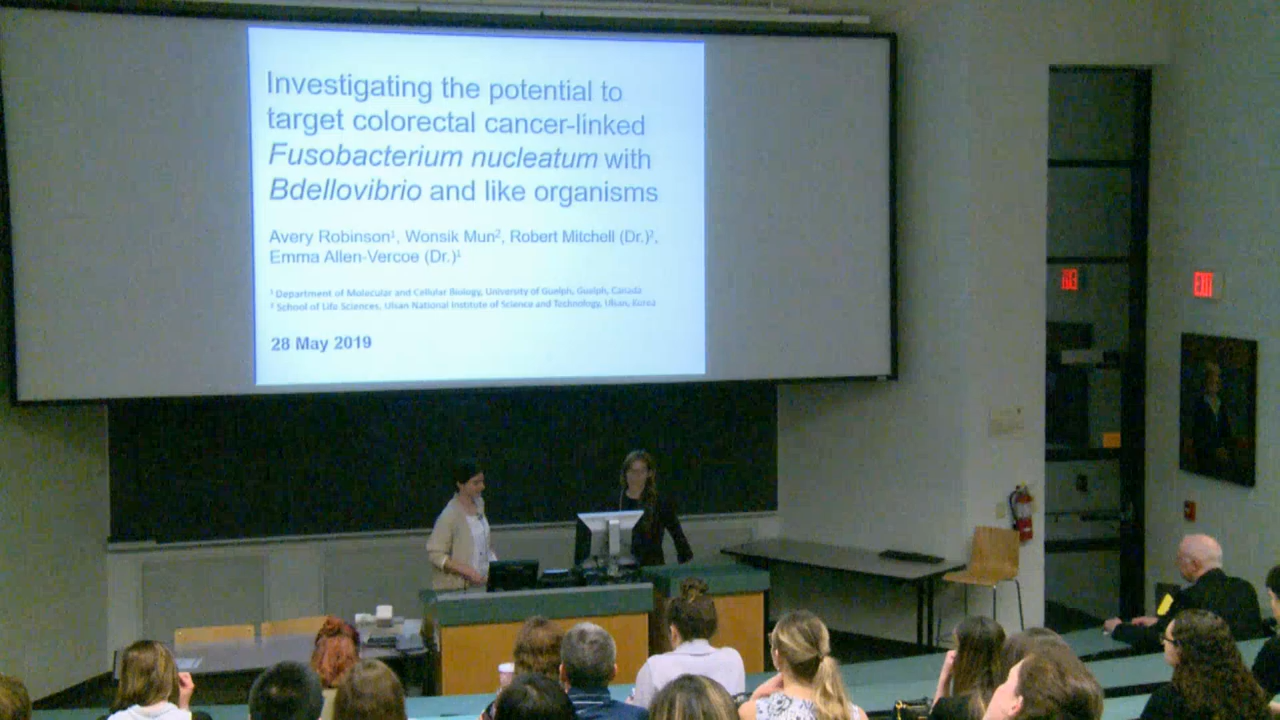 Investigating the potential to
target colorectal cancer-linked
Fusobacterium nucleatum with
Bdellovibrio and like organisms
Avery Robinson¹, Wonsik Mun², Robert Mitchell (Dr.)²,
Emma Allen-Vercoe (Dr.)¹
¹ Department of Molecular and Cellular Biology, University of Guelph, Guelph, Canada
² School of Life Sciences, Ulsan National Institute of Science and Technology, Ulsan, Korea
28 May 2019
EXIT